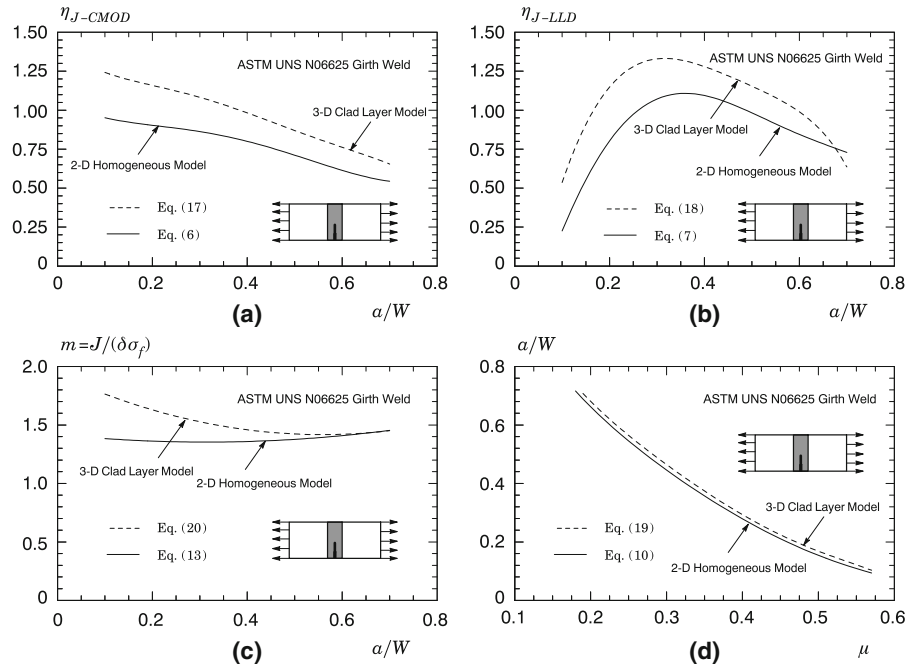 η_J−CMOD
1.50
1.25
1.00
0.75
0.50
0.25
0
ASTM UNS N06625 Girth Weld
3-D Clad Layer Model
2-D Homogeneous Model
Eq. (17)
Eq. (6)
0
0.2
0.4
0.6
0.8
(a)
a/W
η_J−LLD
1.50
1.25
1.00
0.75
0.50
0.25
0
ASTM UNS N06625 Girth Weld
3-D Clad Layer Model
2-D Homogeneous Model
Eq. (18)
Eq. (7)
0
0.2
0.4
0.6
0.8
(b)
a/W
m=J/(δσ_f)
2.0
1.5
1.0
0.5
0
ASTM UNS N06625 Girth Weld
3-D Clad Layer Model
2-D Homogeneous Model
Eq. (20)
Eq. (13)
0
0.2
0.4
0.6
0.8
(c)
a/W
a/W
0.8
0.6
0.4
0.2
0
ASTM UNS N06625 Girth Weld
3-D Clad Layer Model
2-D Homogeneous Model
Eq. (19)
Eq. (10)
0.1
0.2
0.3
0.4
0.5
0.6
(d)
μ